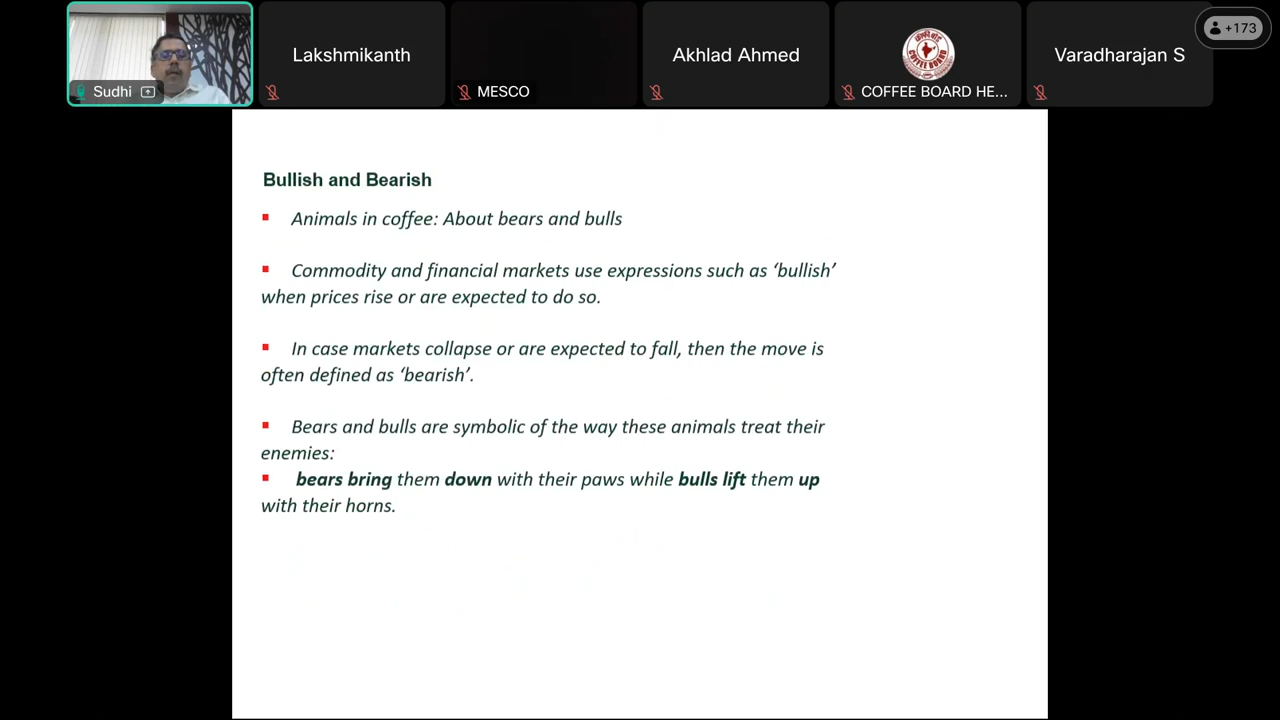 +173
Lakshmikanth
Akhlad Ahmed
Varadharajan S
COFFEE BOARD
Sudhi
MESCO
COFFEE BOARD HE...
Bullish and Bearish
▪ Animals in coffee: About bears and bulls
▪ Commodity and financial markets use expressions such as ‘bullish’
when prices rise or are expected to do so.
▪ In case markets collapse or are expected to fall, then the move is
often defined as ‘bearish’.
▪ Bears and bulls are symbolic of the way these animals treat their
enemies:
▪ bears bring them down with their paws while bulls lift them up
with their horns.